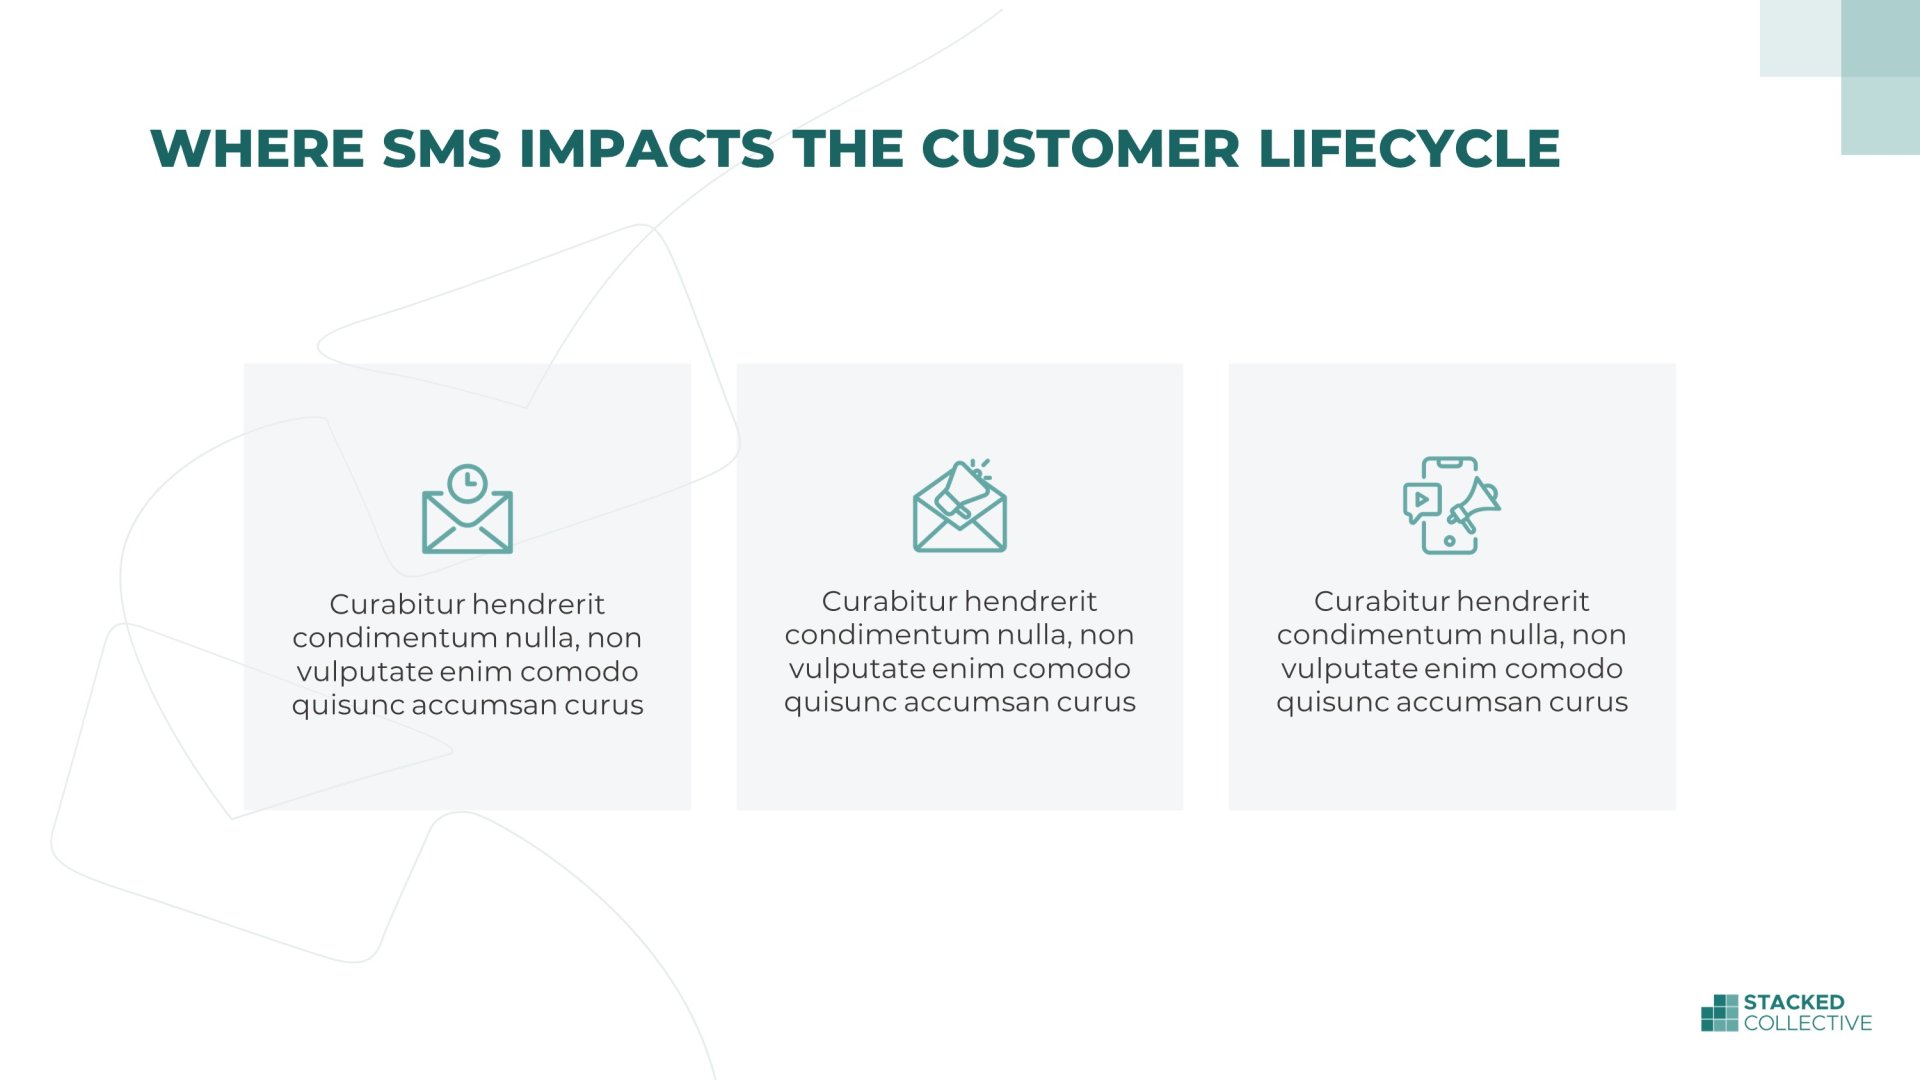 WHERE SMS IMPACTS THE CUSTOMER LIFECYCLE
Curabitur hendrerit
condimentum nulla, non
vulputate enim comodo
quisunc accumsan curus
Curabitur hendrerit
condimentum nulla, non
vulputate enim comodo
quisunc accumsan curus
Curabitur hendrerit
condimentum nulla, non
vulputate enim comodo
quisunc accumsan curus
STACKED
COLLECTIVE